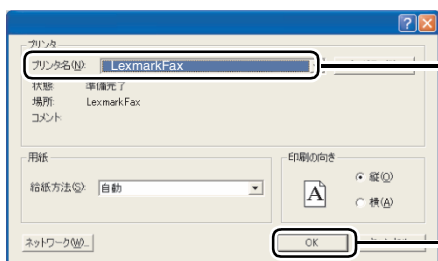 プリンタ
プリンタ名(N): LexmarkFax
状態: 準備完了
場所: LexmarkFax
コメント:
用紙
給紙方法(S): 自動
印刷の向き
A
縦(O)
横(A)
ネットワーク(W)...
OK